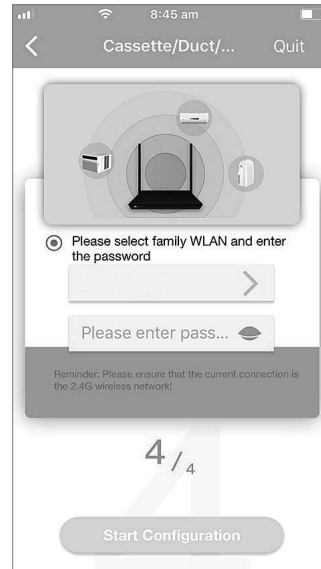 8:45 am
Cassette/Duct/... Quit
Please select family WLAN and enter
the password
Please enter pass...
Reminder: Please ensure that the current connection is
the 2.4G wireless network!
4/4
Start Configuration